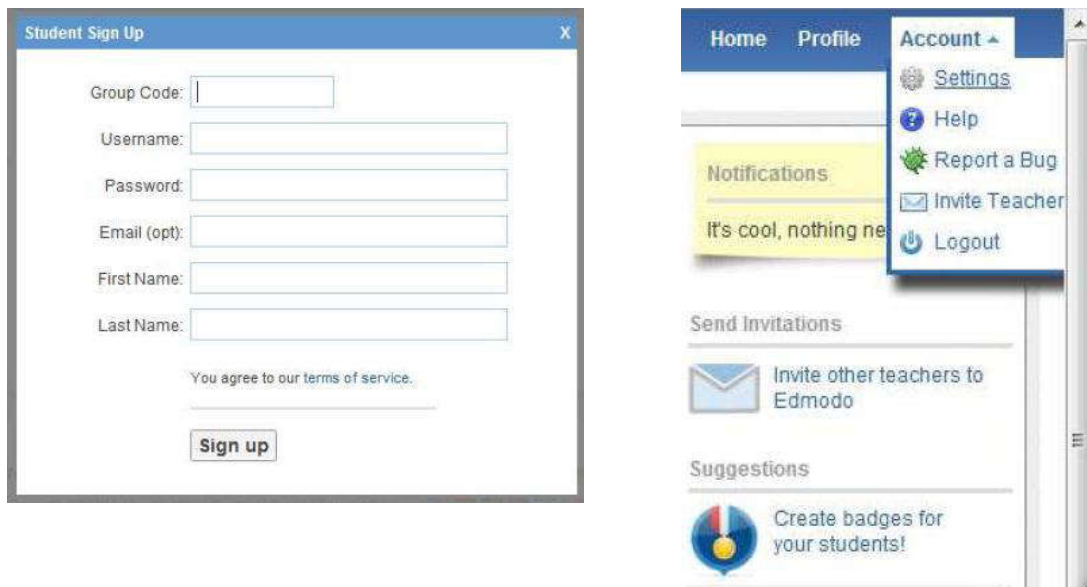 Student Sign Up X
Group Code:
Username:
Password:
Email (opt):
First Name:
Last Name:
You agree to our terms of service.
Sign up
Home Profile Account
Settings
Help
Report a Bug
Invite Teacher
Logout
Notifications
It's cool, nothing ne
Send Invitations
Invite other teachers to
Edmodo
Suggestions
Create badges for
your students!